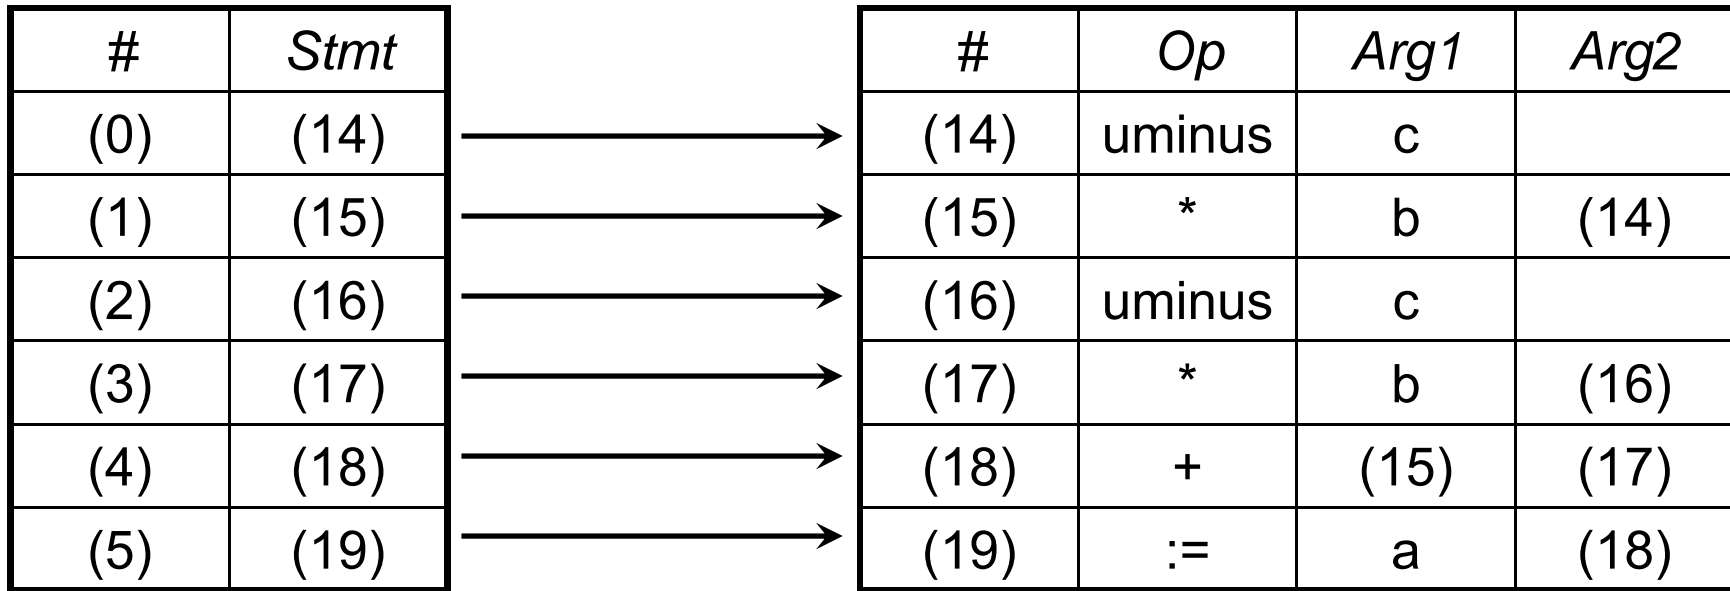 # Stmt # Op Arg1 Arg2
(0) (14) (14) uminus c
(1) (15) (15) * b (14)
(2) (16) (16) uminus c
(3) (17) (17) * b (16)
(4) (18) (18) + (15) (17)
(5) (19) (19) := a (18)